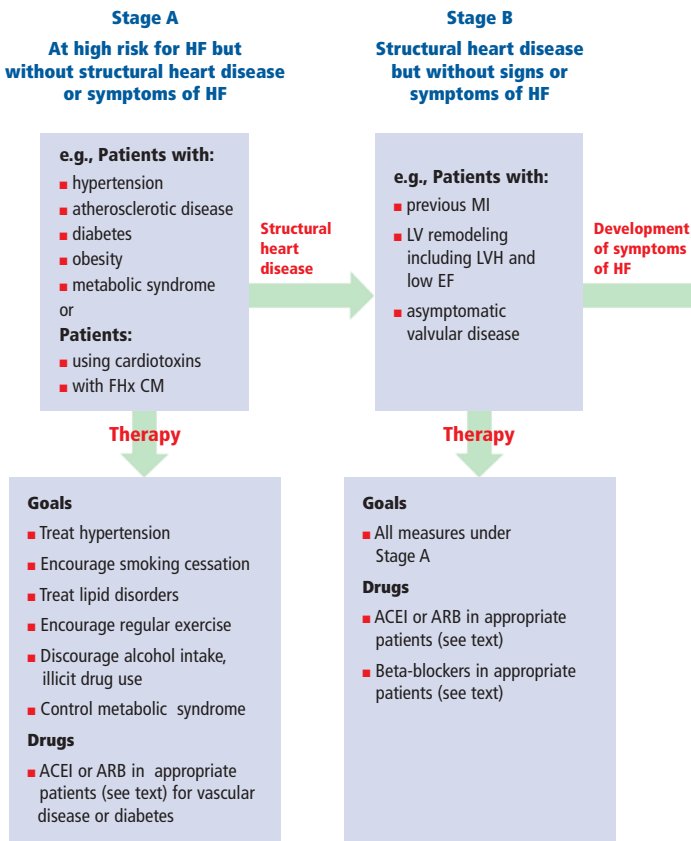 Stage A
At high risk for HF but
without structural heart disease
or symptoms of HF
e.g., Patients with:
■ hypertension
■ atherosclerotic disease
■ diabetes
■ obesity
■ metabolic syndrome
or
Patients:
■ using cardiotoxins
■ with FHx CM
Structural
heart
disease
Therapy
Goals
■ Treat hypertension
■ Encourage smoking cessation
■ Treat lipid disorders
■ Encourage regular exercise
■ Discourage alcohol intake,
illicit drug use
■ Control metabolic syndrome
Drugs
■ ACEI or ARB in appropriate
patients (see text) for vascular
disease or diabetes
Stage B
Structural heart disease
but without signs or
symptoms of HF
e.g., Patients with:
■ previous MI
■ LV remodeling
including LVH and
low EF
■ asymptomatic
valvular disease
Development
of symptoms
of HF
Therapy
Goals
■ All measures under
Stage A
Drugs
■ ACEI or ARB in appropriate
patients (see text)
■ Beta-blockers in appropriate
patients (see text)